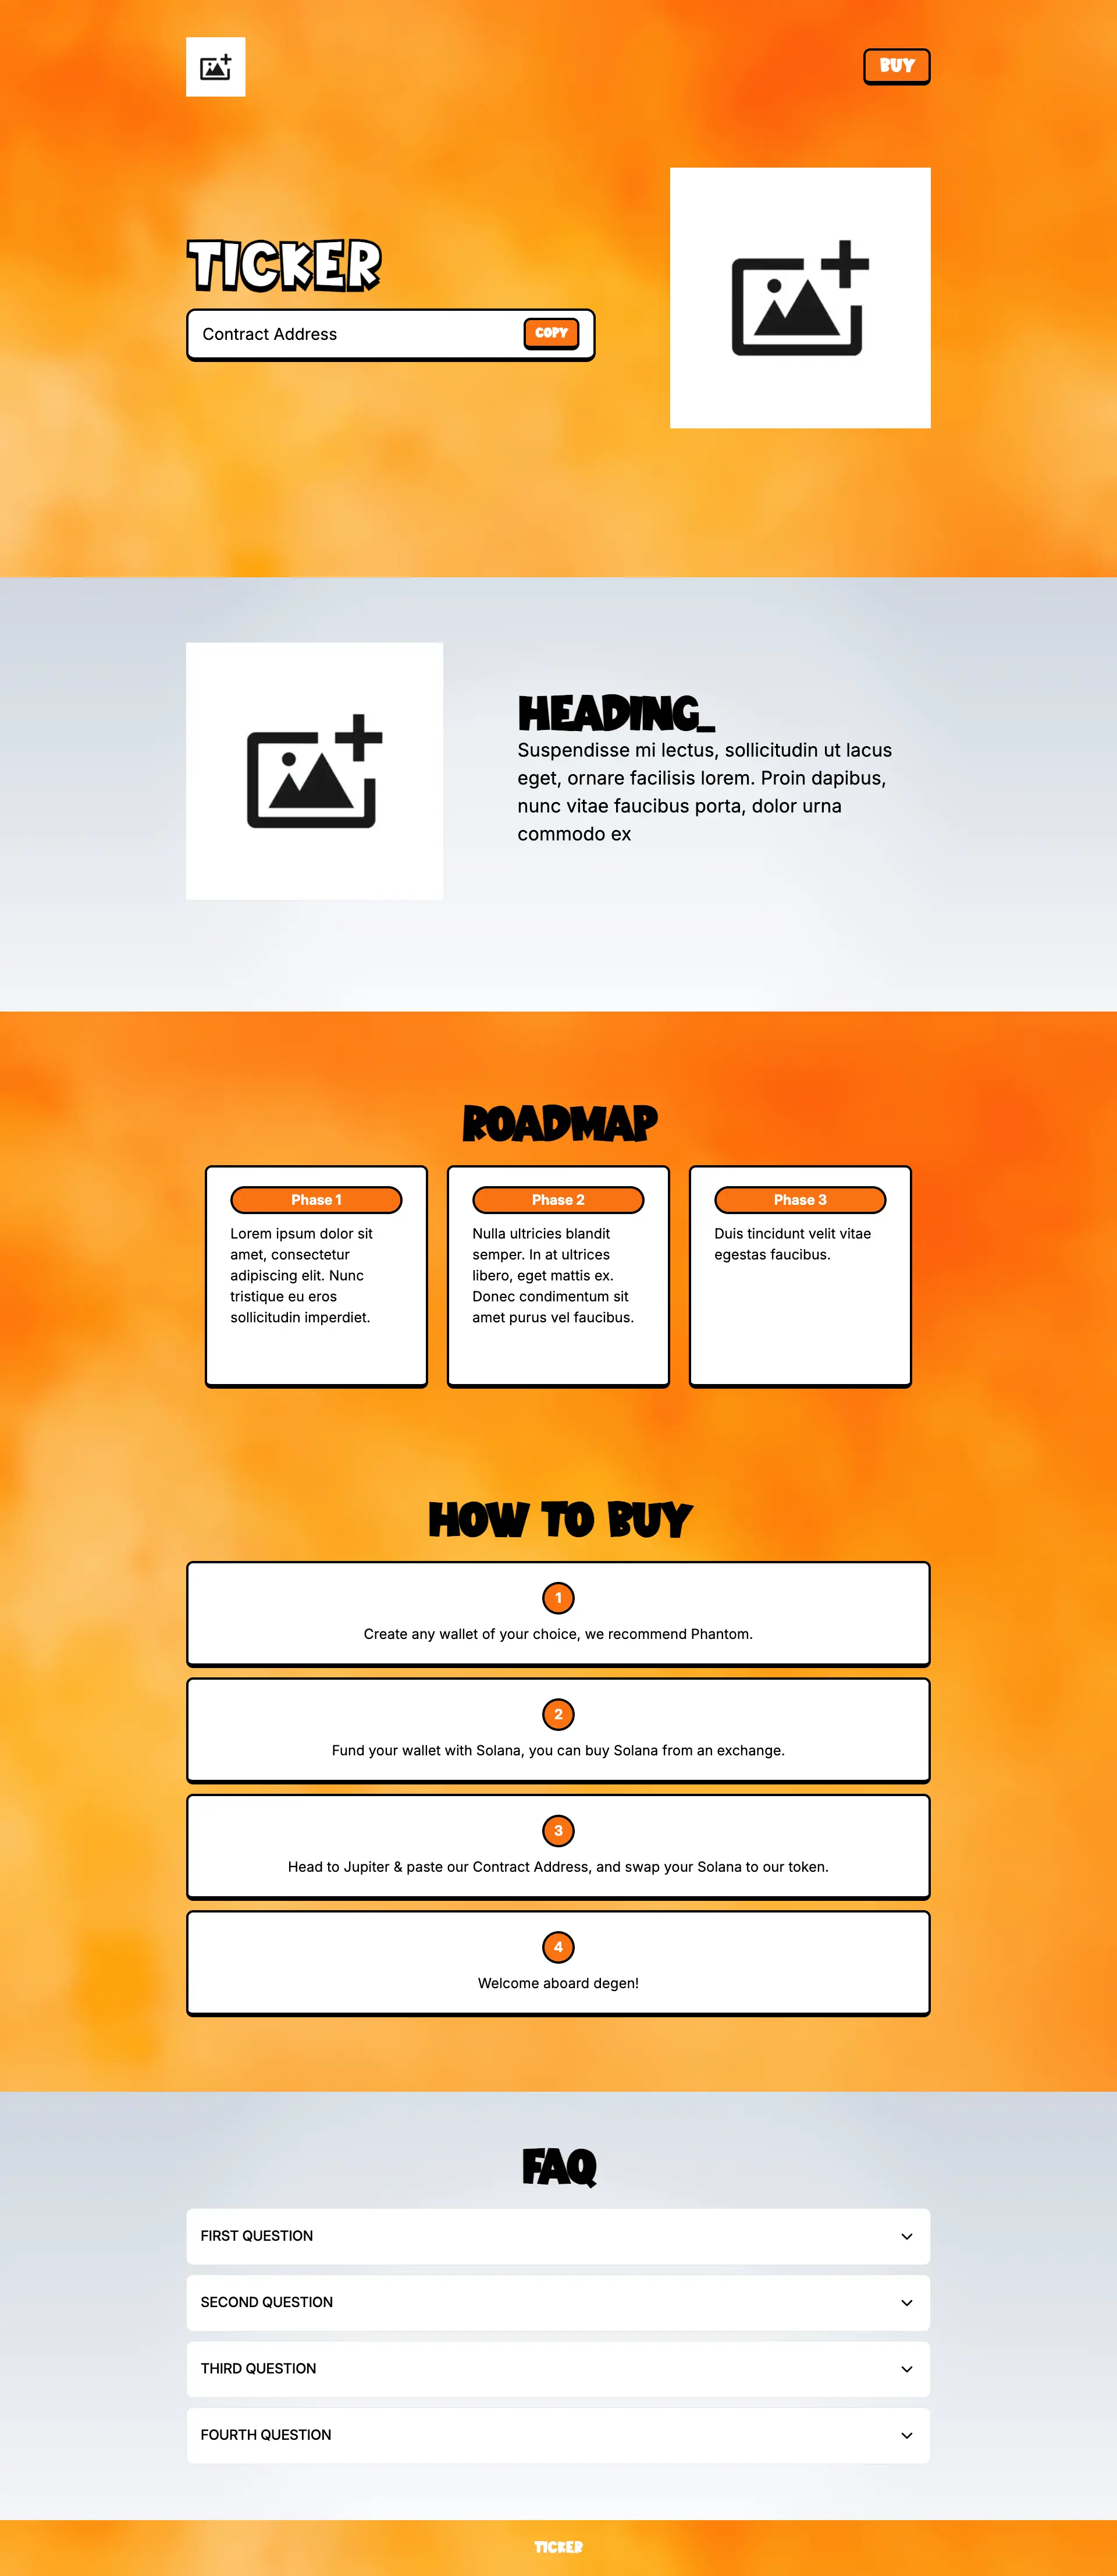 BUY
TICKER
Contract Address
COPY
HEADING_
Suspendisse mi lectus, sollicitudin ut lacus
eget, ornare facilisis lorem. Proin dapibus,
nunc vitae faucibus porta, dolor urna
commodo ex
ROADMAP
Phase 1
Lorem ipsum dolor sit
amet, consectetur
adipiscing elit. Nunc
tristique eu eros
sollicitudin imperdiet.
Phase 2
Nulla ultricies blandit
semper. In at ultrices
libero, eget mattis ex.
Donec condimentum sit
amet purus vel faucibus.
Phase 3
Duis tincidunt velit vitae
egestas faucibus.
HOW TO BUY
1
Create any wallet of your choice, we recommend Phantom.
2
Fund your wallet with Solana, you can buy Solana from an exchange.
3
Head to Jupiter & paste our Contract Address, and swap your Solana to our token.
4
Welcome aboard degen!
FAQ
FIRST QUESTION
SECOND QUESTION
THIRD QUESTION
FOURTH QUESTION
TICKER